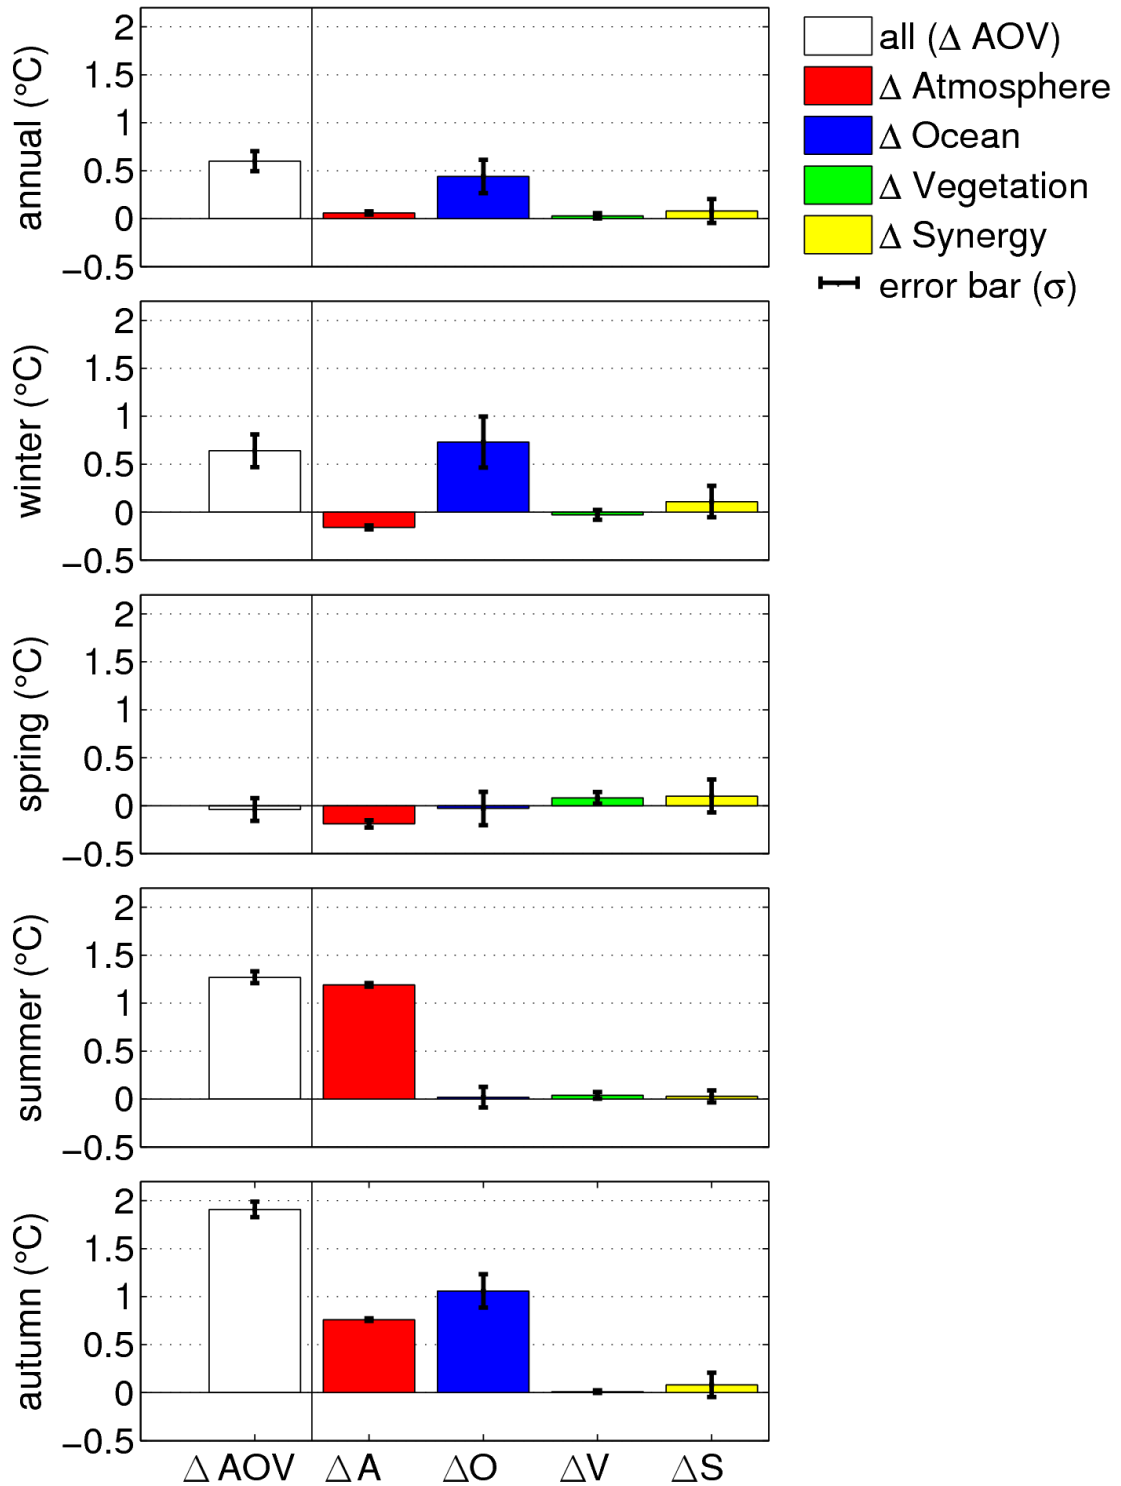 annual (°C)
2
1.5
1
0.5
0
−0.5
all (Δ AOV)
Δ Atmosphere
Δ Ocean
Δ Vegetation
Δ Synergy
error bar (σ)
winter (°C)
2
1.5
1
0.5
0
−0.5
spring (°C)
2
1.5
1
0.5
0
−0.5
summer (°C)
2
1.5
1
0.5
0
−0.5
autumn (°C)
2
1.5
1
0.5
0
−0.5
Δ AOV Δ A ΔO ΔV ΔS